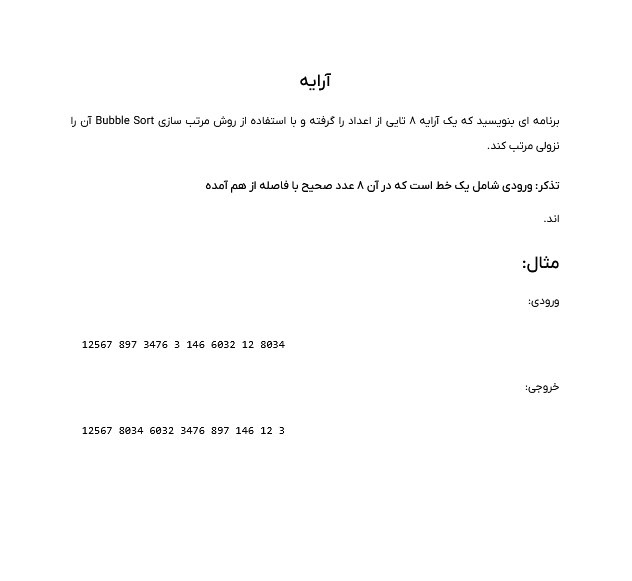 آرایه
برنامه ای بنویسید که یک آرایه ۸ تایی از اعداد را گرفته و با استفاده از روش مرتب سازی Bubble Sort آن را
نزولی مرتب کند.
تذکر: ورودی شامل یک خط است که در آن ۸ عدد صحیح با فاصله از هم آمده
اند.
مثال:
ورودی:
12567 897 3476 3 146 6032 12 8034
خروجی:
12567 8034 6032 3476 897 146 12 3